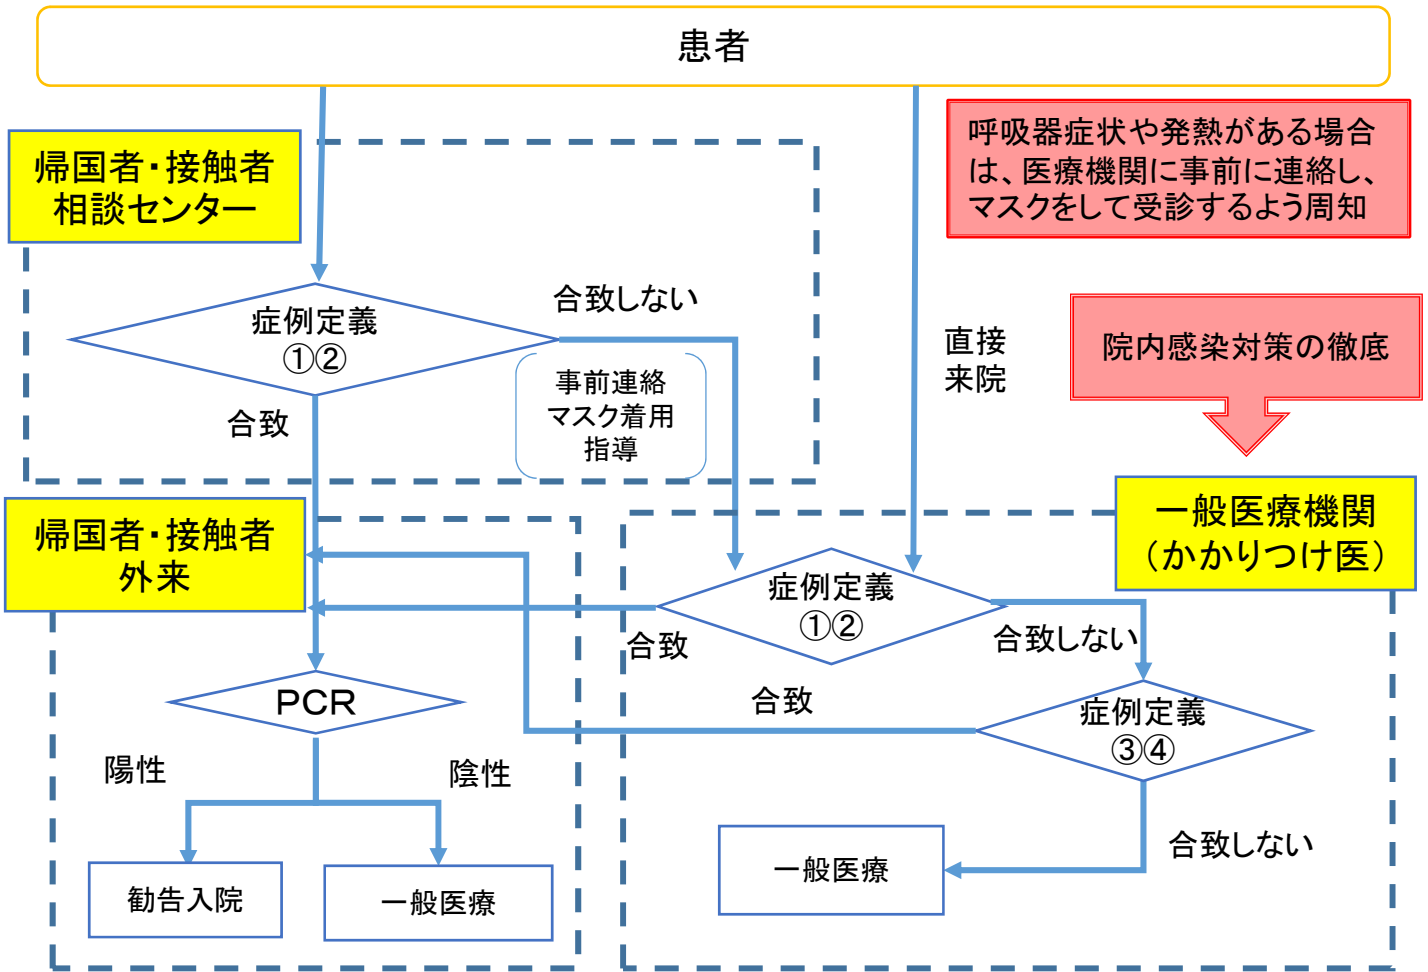 患者
呼吸器症状や発熱がある場合
は、医療機関に事前に連絡し、
マスクをして受診するよう周知
帰国者・接触者
相談センター
症例定義
①②
合致しない
事前連絡
マスク着用
指導
合致
直接
来院
院内感染対策の徹底
一般医療機関
（かかりつけ医）
帰国者・接触者
外来
症例定義
①②
合致
合致しない
合致
症例定義
③④
PCR
陽性
陰性
勧告入院
一般医療
一般医療
合致しない